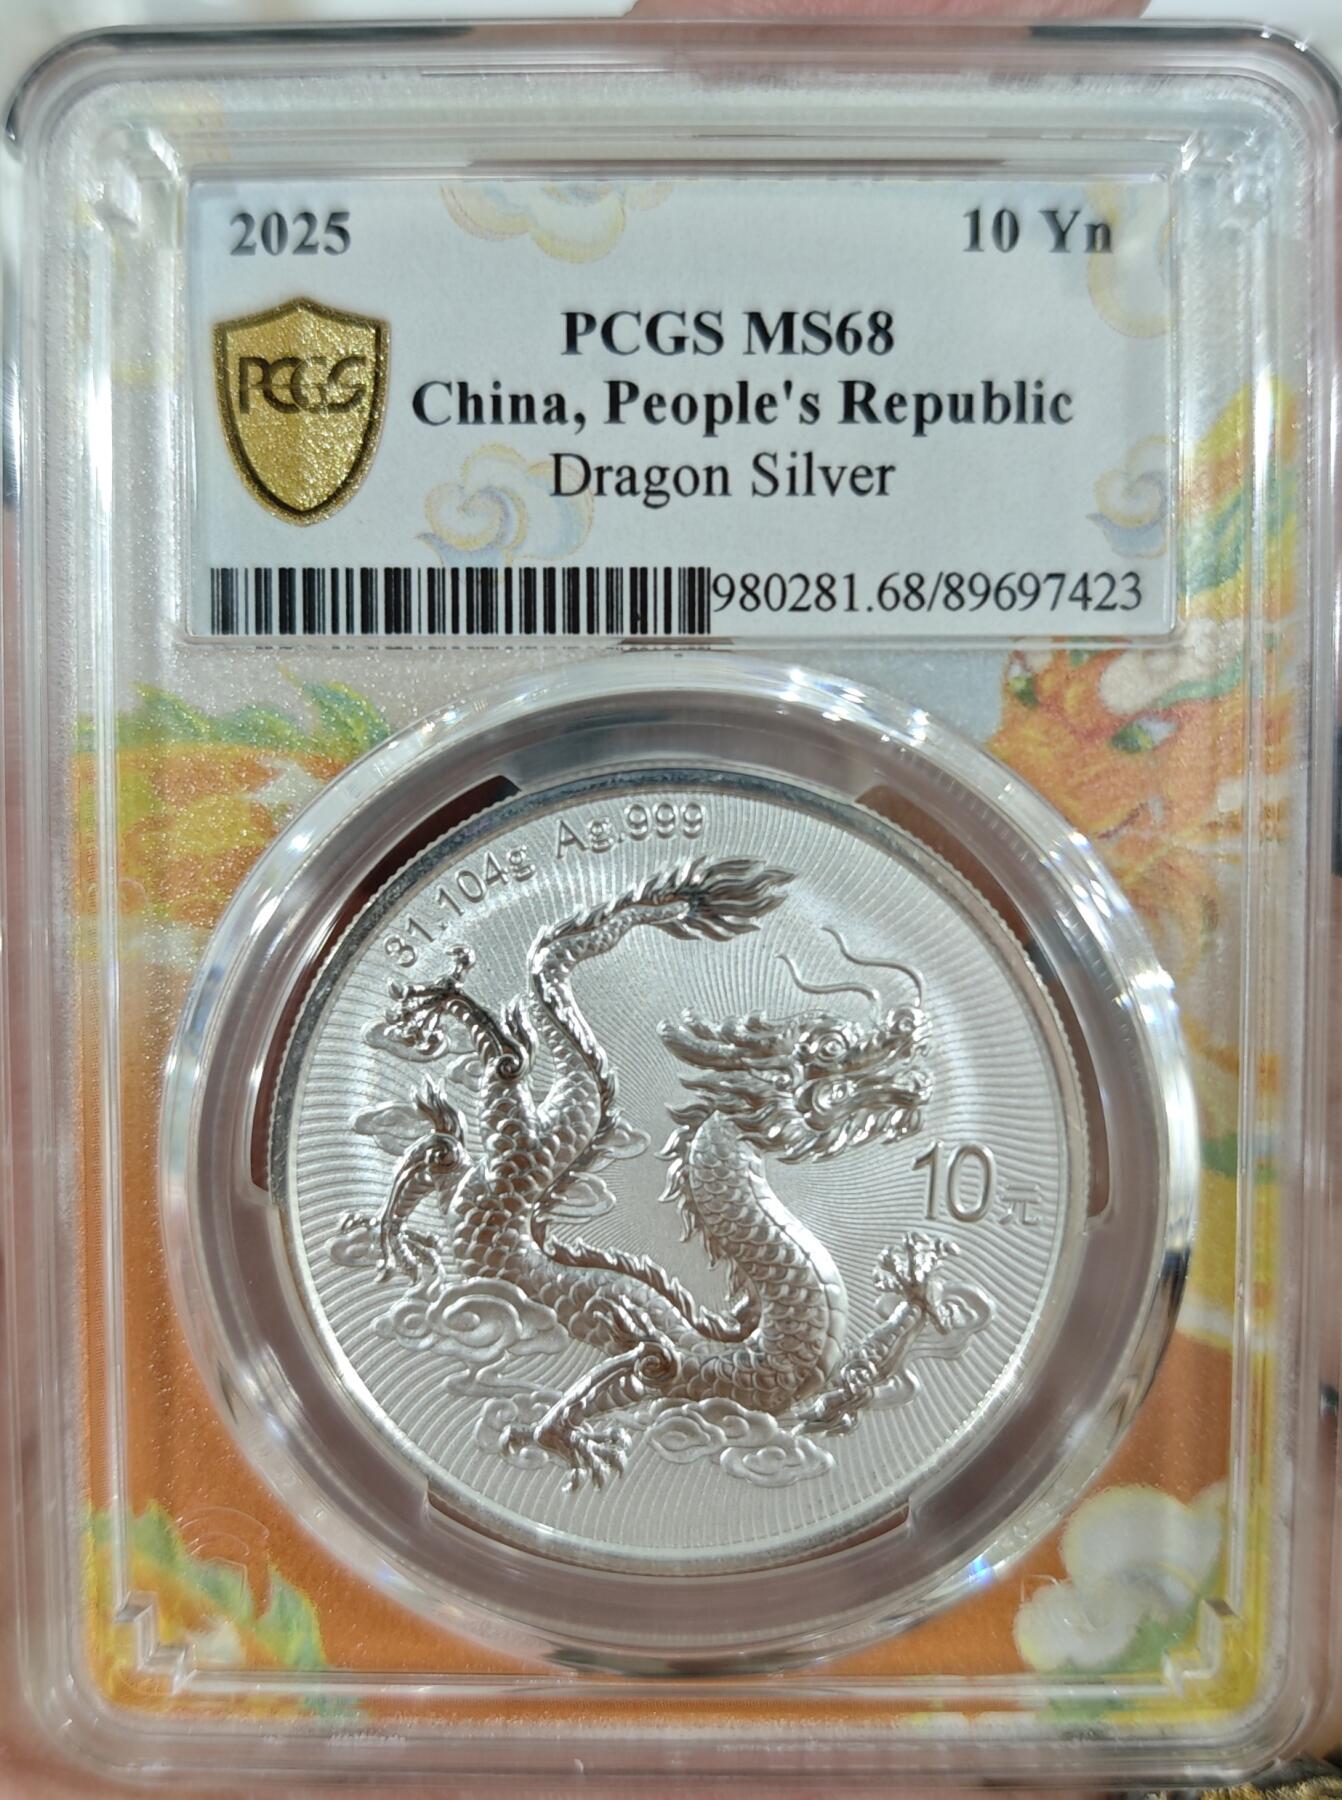 2025 10 Yn
PCGS MS68
PCGS
China, People's Republic
Dragon Silver
980281.68/89697423
31.104g Ag.999
10元